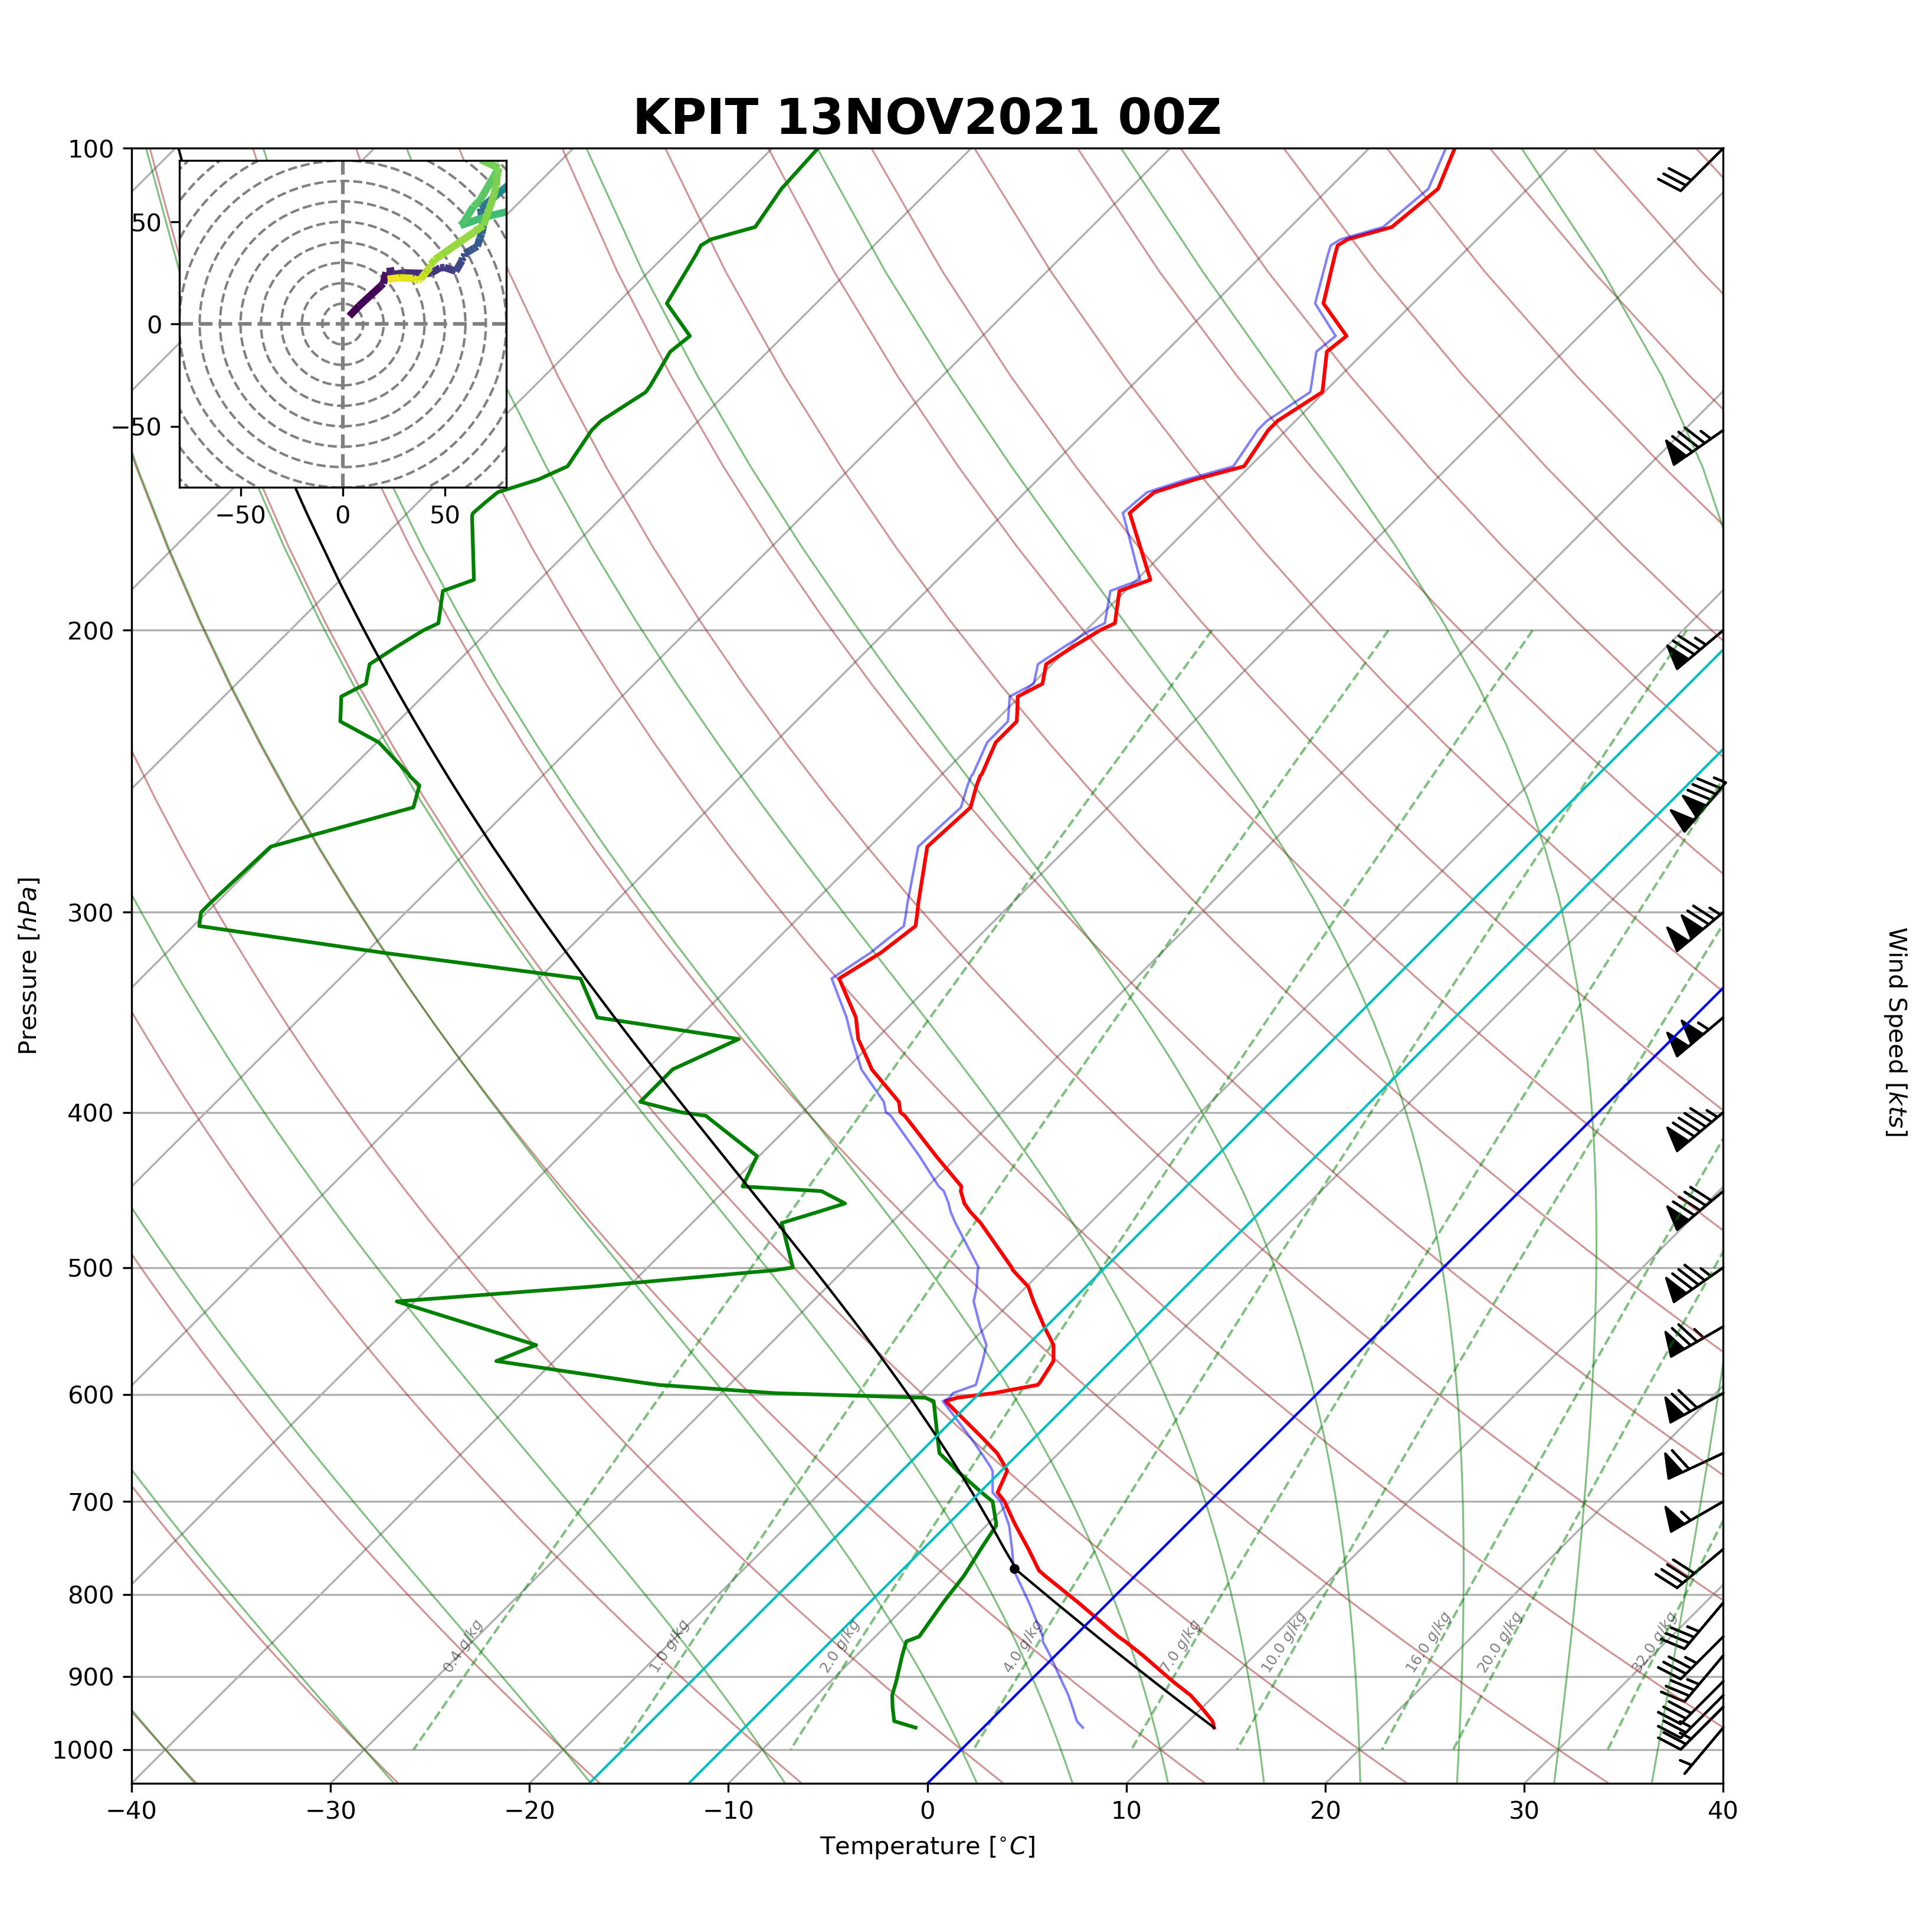 KPIT 13NOV2021 00Z
100
200
300
400
500
600
700
800
900
1000
Pressure [hPa]
50
0
−50
−50 0 50
0.4 g/kg
1.0 g/kg
2.0 g/kg
4.0 g/kg
7.0 g/kg
10.0 g/kg
16.0 g/kg
20.0 g/kg
32.0 g/kg
−40 −30 −20 −10 0 10 20 30 40
Temperature [°C]
Wind Speed [kts]